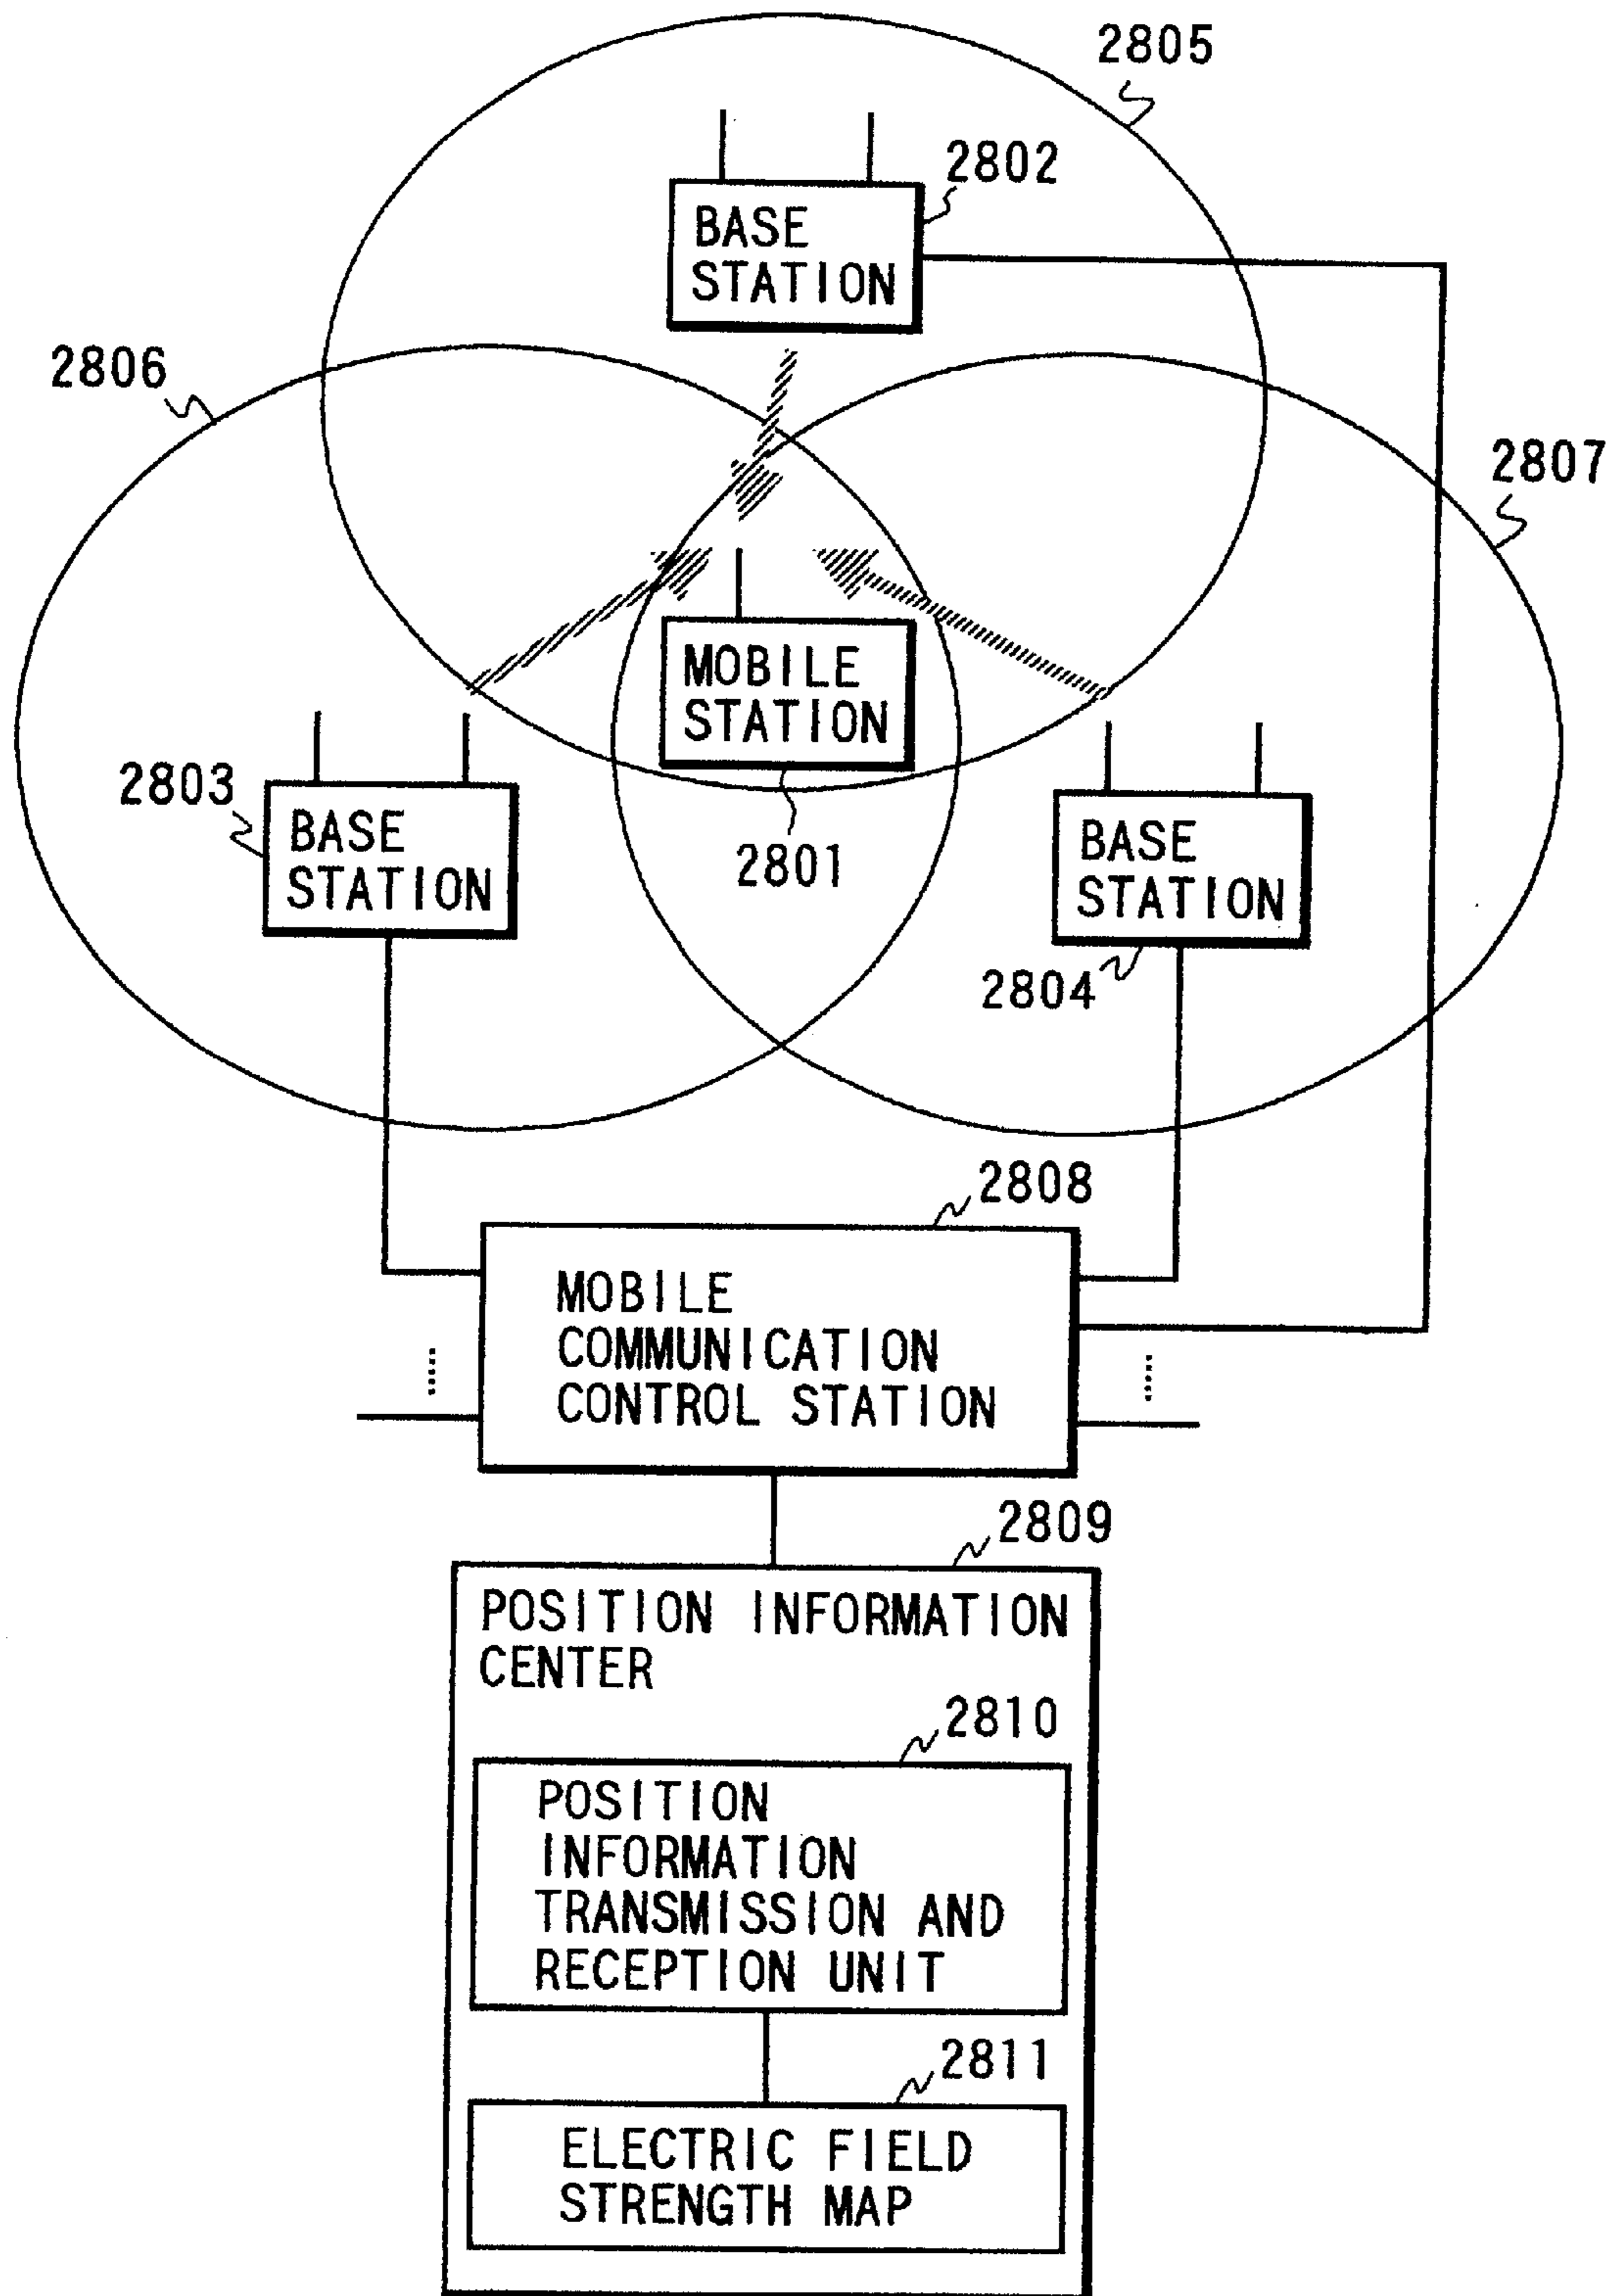 2805
2802
BASE
STATION
2806
2807
MOBILE
STATION
2803
BASE
STATION
2801
BASE
STATION
2804
2808
MOBILE
COMMUNICATION
CONTROL STATION
2809
POSITION INFORMATION
CENTER
2810
POSITION
INFORMATION
TRANSMISSION AND
RECEPTION UNIT
2811
ELECTRIC FIELD
STRENGTH MAP